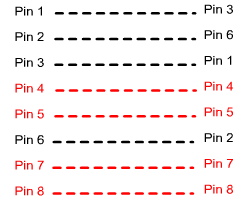 Pin 1 Pin 3
Pin 2 Pin 6
Pin 3 Pin 1
Pin 4 Pin 4
Pin 5 Pin 5
Pin 6 Pin 2
Pin 7 Pin 7
Pin 8 Pin 8